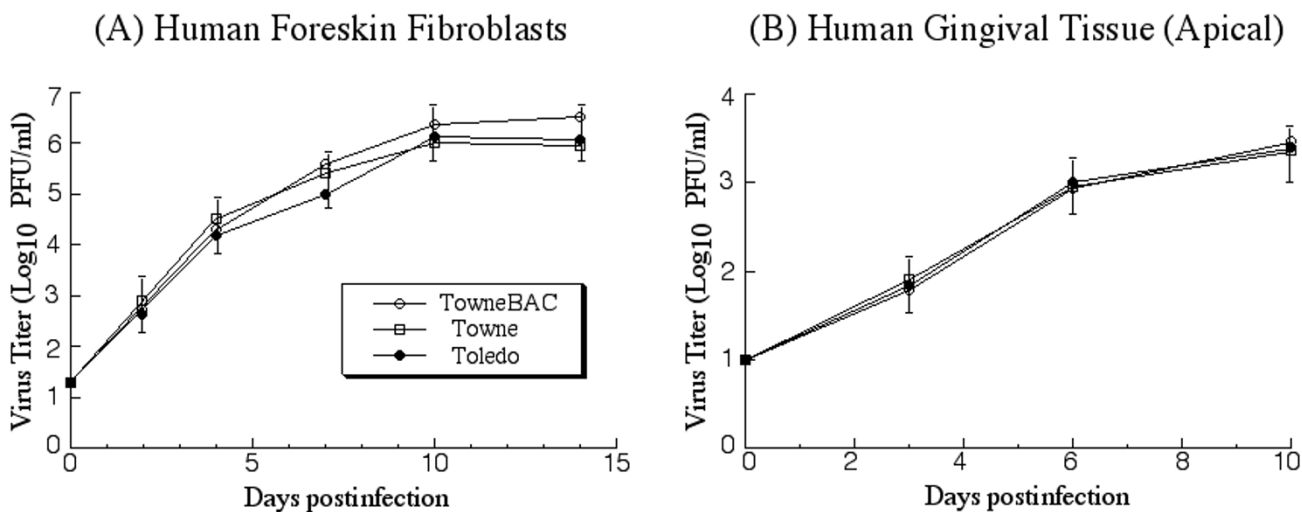 (A) Human Foreskin Fibroblasts
Virus Titer (Log10 PFU/ml)
7
6
5
4
3
2
1
0
TowneBAC
Towne
Toledo
0 5 10 15
Days postinfection
(B) Human Gingival Tissue (Apical)
Virus Titer (Log10 PFU/ml)
4
3
2
1
0
0 2 4 6 8 10
Days postinfection